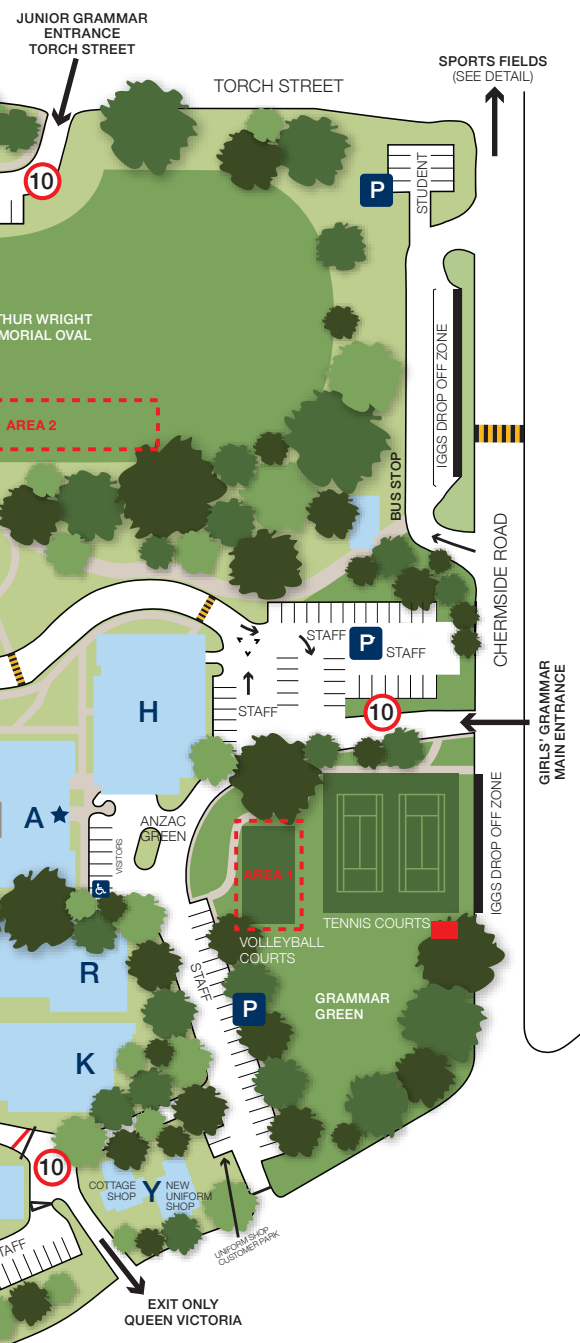 JUNIOR GRAMMAR
ENTRANCE
TORCH STREET
TORCH STREET
SPORTS FIELDS
(SEE DETAIL)
10
P
STUDENT
THUR WRIGHT
MORIAL OVAL
IGGS DROP OFF ZONE
AREA 2
BUS STOP
CHERMSIDE ROAD
STAFF
P
STAFF
H
STAFF
10
GIRLS' GRAMMAR
MAIN ENTRANCE
A
ANZAC
GREEN
VISITORS
IGGS DROP OFF ZONE
AREA 1
TENNIS COURTS
VOLLEYBALL
COURTS
R
STAFF
P
GRAMMAR
GREEN
K
10
COTTAGE
SHOP
Y
NEW
UNIFORM
SHOP
UNIFORM SHOP
CUSTOMER PARK
TAFF
EXIT ONLY
QUEEN VICTORIA